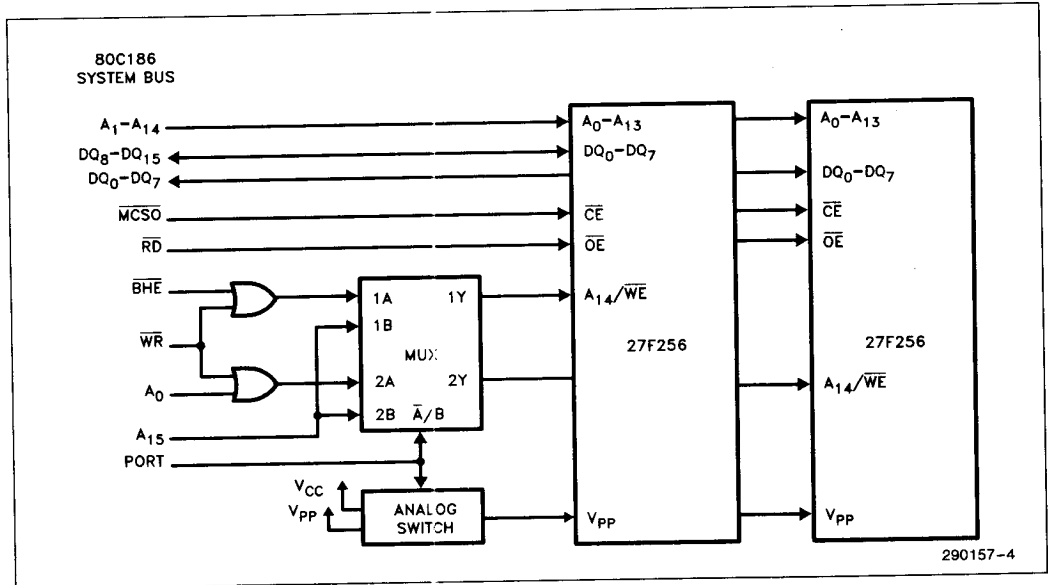 80C186
SYSTEM BUS
A1–A14
A0–A13
A0–A13
DQ8–DQ15
DQ0–DQ7
DQ0–DQ7
DQ0–DQ7
MCSO
CE
CE
RD
OE
OE
BHE
1A
1Y
A14/WE
1B
WR
MUX
27F256
27F256
A0
2A
2Y
A14/WE
2B
A/B
A15
PORT
VCC
VPP
ANALOG
SWITCH
VPP
VPP
290157–4